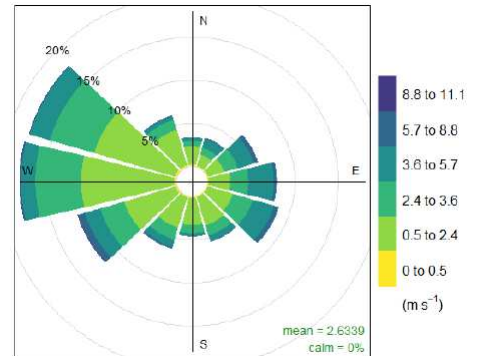 N
20%
15%
10%
5%
W
E
S
mean = 2.6339
calm = 0%
8.8 to 11.1
5.7 to 8.8
3.6 to 5.7
2.4 to 3.6
0.5 to 2.4
0 to 0.5
(m s⁻¹)